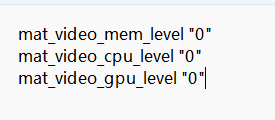 mat_video_mem_level "0"
mat_video_cpu_level "0"
mat_video_gpu_level "0"